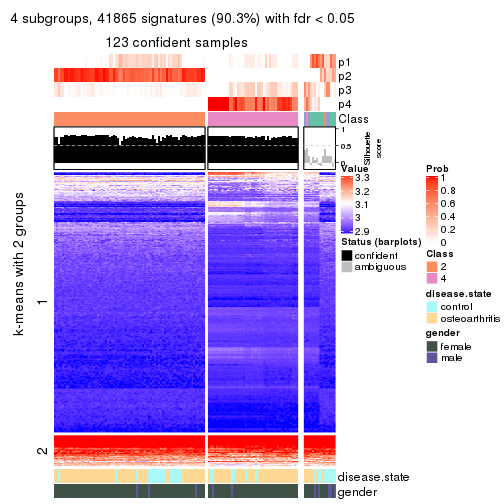 4 subgroups, 41865 signatures (90.3%) with fdr < 0.05
123 confident samples
p1
p2
p3
p4
Class
1
0.5
0
Silhouette
score
k-means with 2 groups
1
2
disease.state
gender
Value
3.3
3.2
3.1
3
2.9
Status (barplots)
confident
ambiguous
Prob
1
0.8
0.6
0.4
0.2
0
Class
2
4
disease.state
control
osteoarthritis
gender
female
male